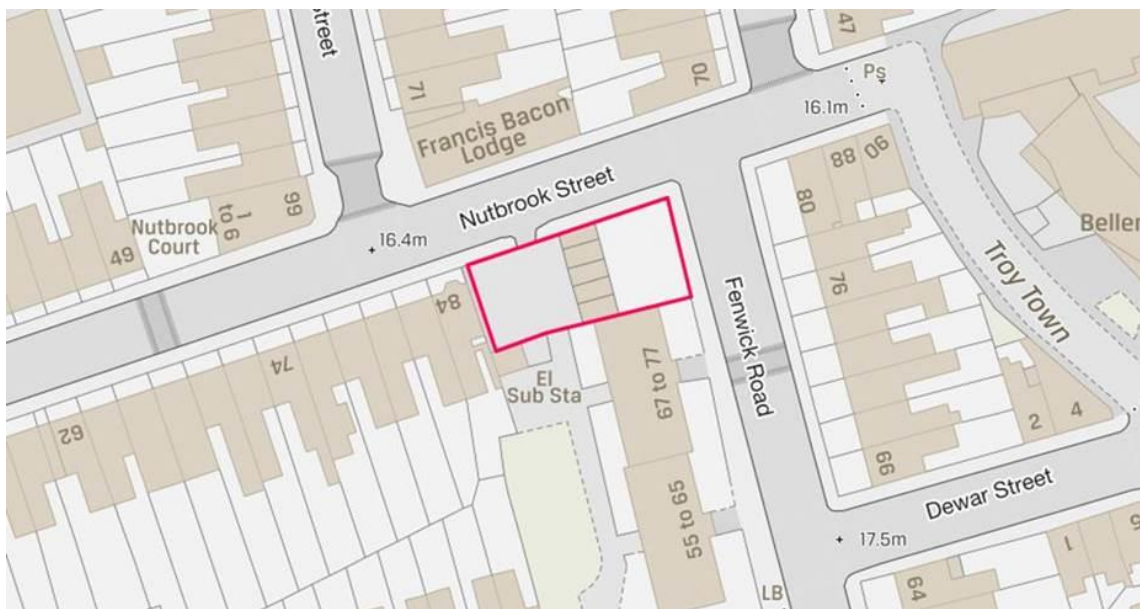 Street
47
71
70
Ps
16.1m
Francis Bacon
Lodge
90
88
80
Nutbrook Street
66
1
to 6
Nutbrook
Court
49
16.4m
Beller
Troy Town
76
84
Fenwick Road
74
El
Sub Sta
67 to 77
62
4
2
66
Dewar Street
55 to 65
17.5m
5
1
64
LB